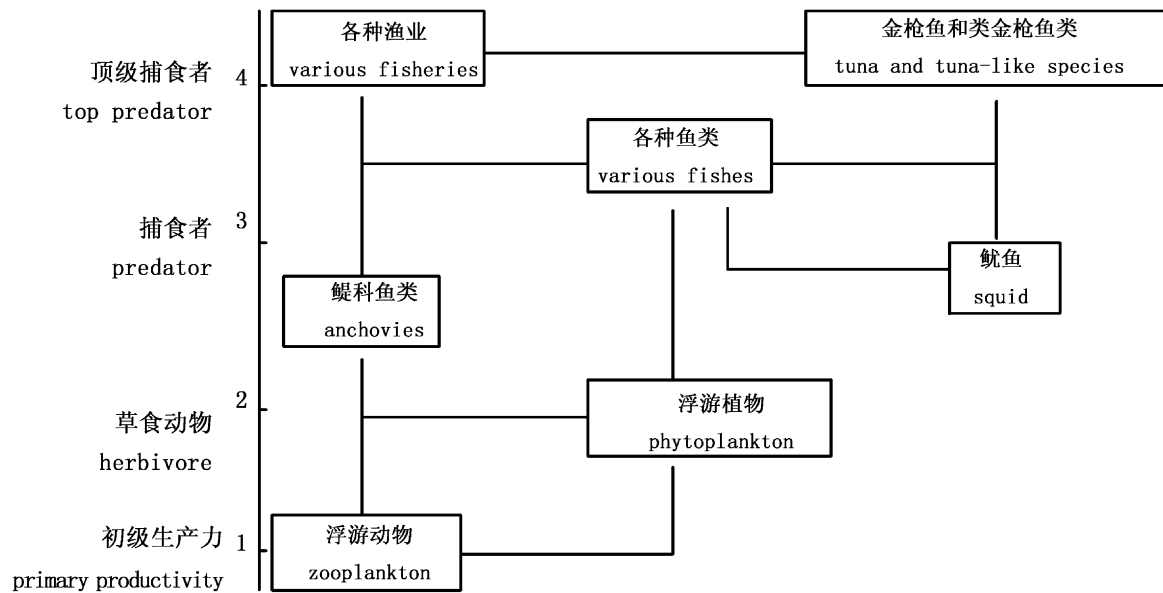 顶级捕食者
top predator
4
捕食者
predator
3
草食动物
herbivore
2
初级生产力
primary productivity
1
各种渔业
various fisheries
金枪鱼和类金枪鱼类
tuna and tuna-like species
各种鱼类
various fishes
鱿鱼
squid
鳀科鱼类
anchovies
浮游植物
phytoplankton
浮游动物
zooplankton